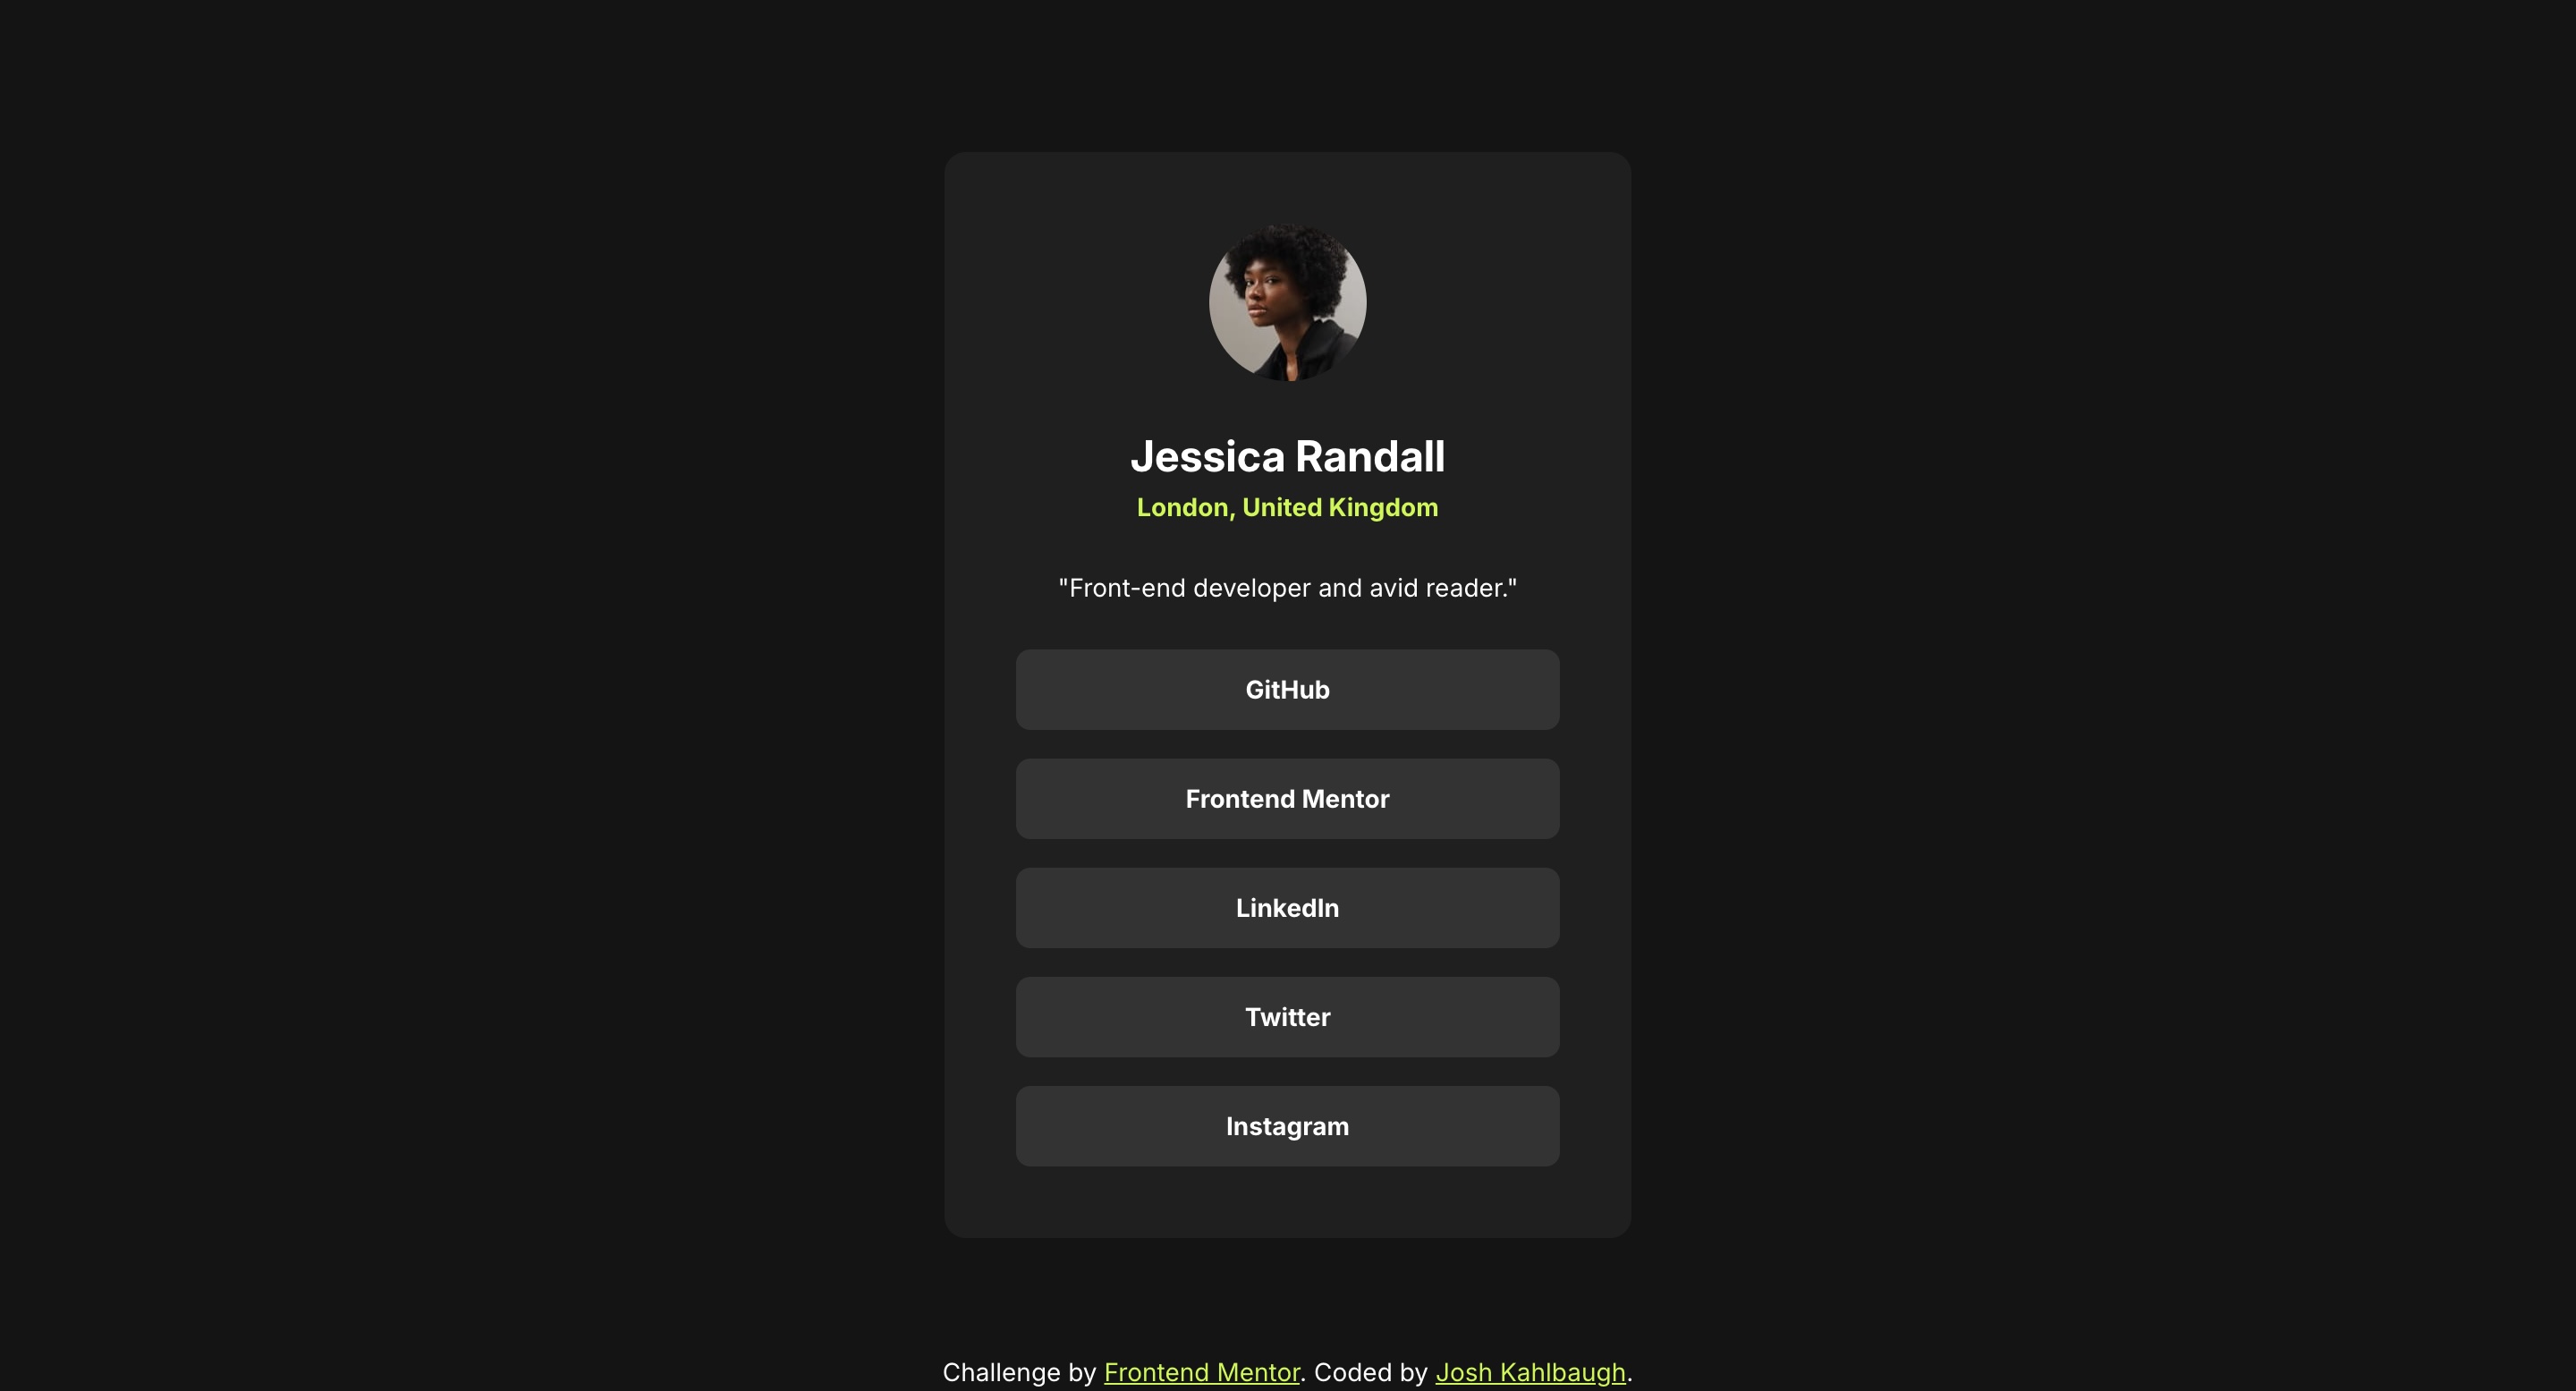 Jessica Randall
London, United Kingdom
"Front-end developer and avid reader."
GitHub
Frontend Mentor
LinkedIn
Twitter
Instagram
Challenge by Frontend Mentor. Coded by Josh Kahlbaugh.